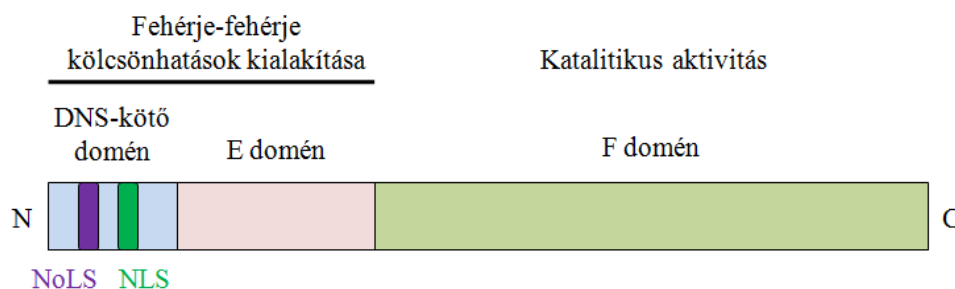 Fehérje-fehérje
kölcsönhatások kialakítása
Katalitikus aktivitás
DNS-kötő
domén
E domén
F domén
N
C
NoLS
NLS